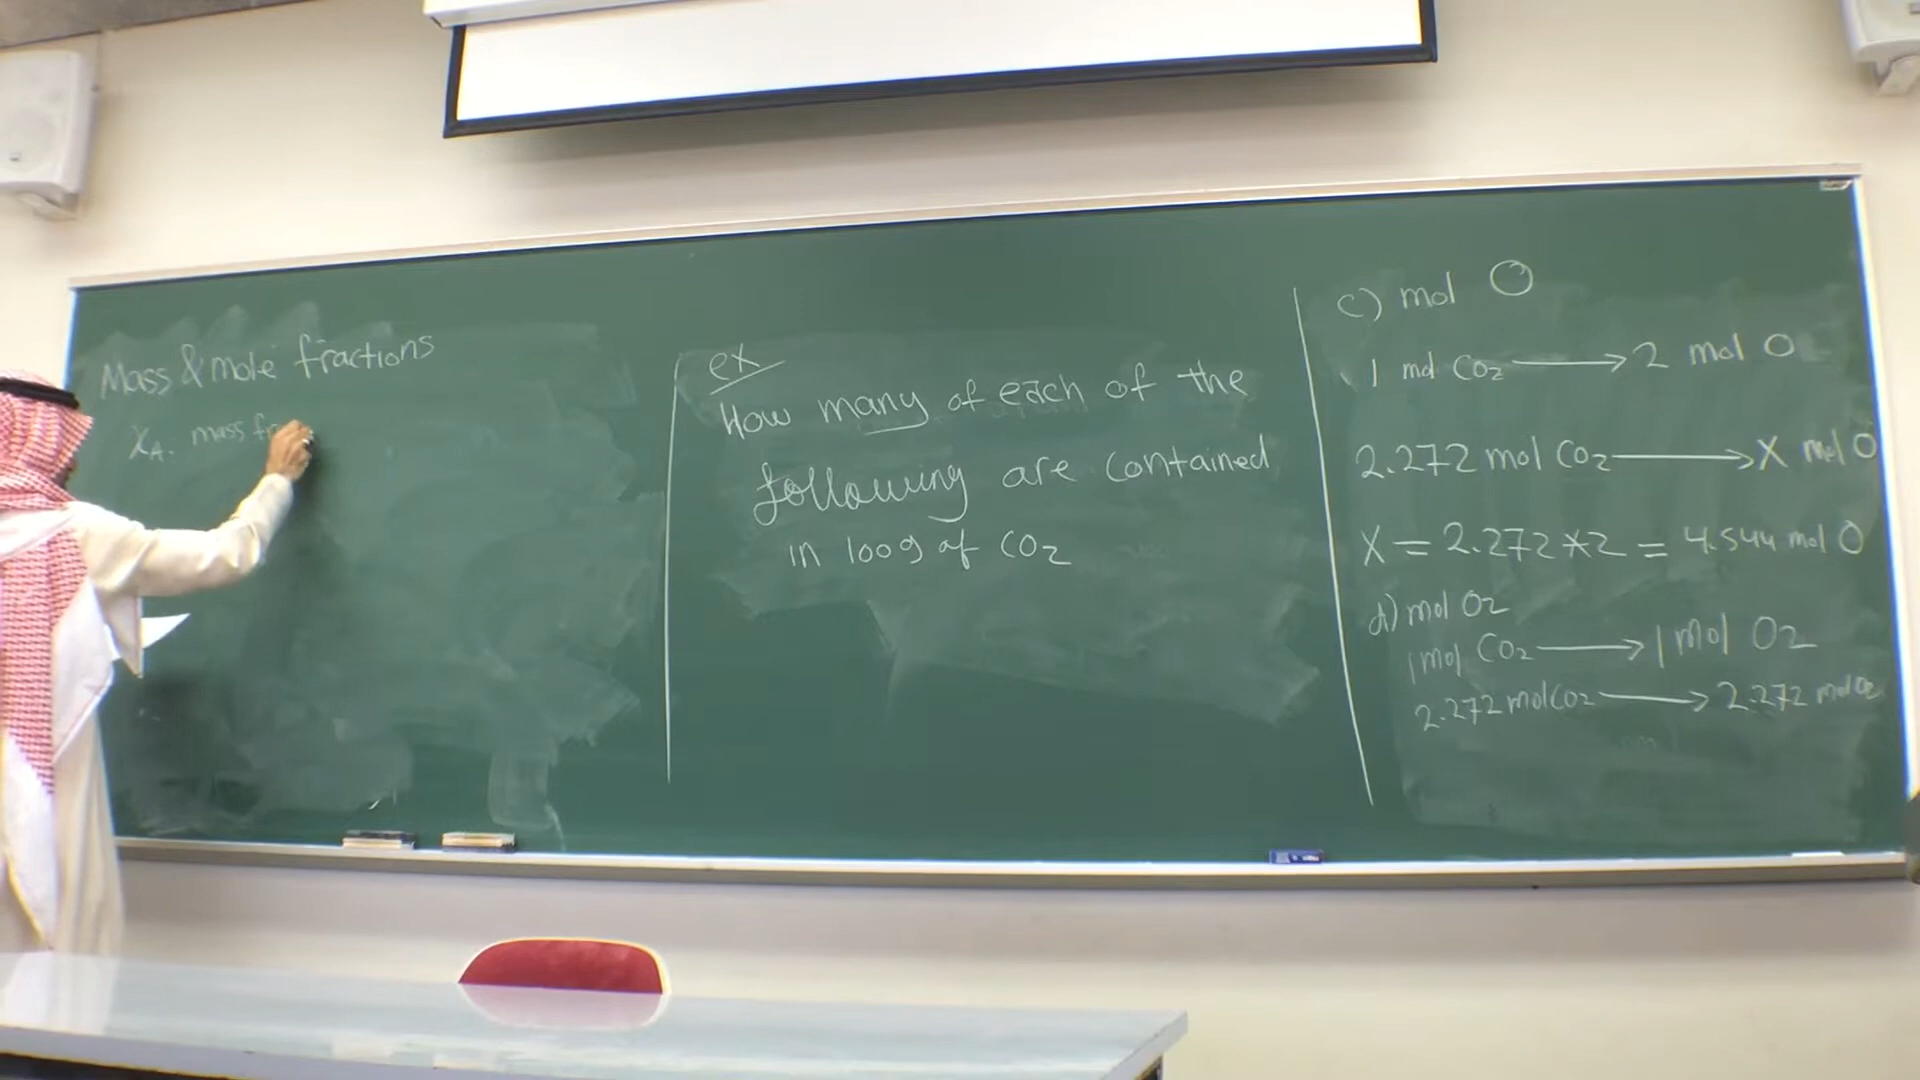 Mass & mole fractions
XA. mass fr
ex
How many of each of the
following are contained
in 100g of CO2
c) mol O
1 mol CO2 → 2 mol O
2.272 mol CO2 → X mol O
X = 2.272*2 = 4.544 mol O
d) mol O2
1 mol CO2 → 1 mol O2
2.272 mol CO2 → 2.272 mol O2